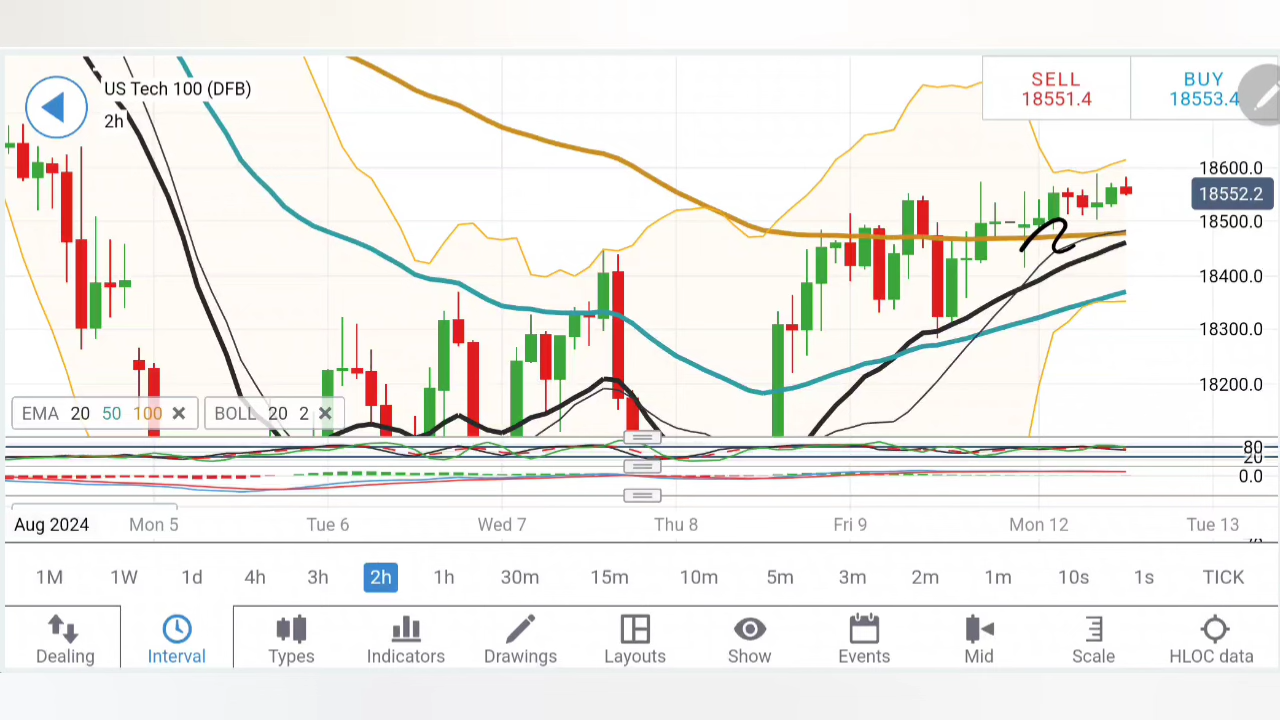 US Tech 100 (DFB)
2h
SELL
18551.4
BUY
18553.4
18600.0
18552.2
18500.0
18400.0
18300.0
18200.0
EMA 20 50 100
BOLL 20 2
80
20
0.0
Aug 2024 Mon 5 Tue 6 Wed 7 Thu 8 Fri 9 Mon 12 Tue 13
1M 1W 1d 4h 3h 2h 1h 30m 15m 10m 5m 3m 2m 1m 10s 1s TICK
Dealing Interval Types Indicators Drawings Layouts Show Events Mid Scale HLOC data